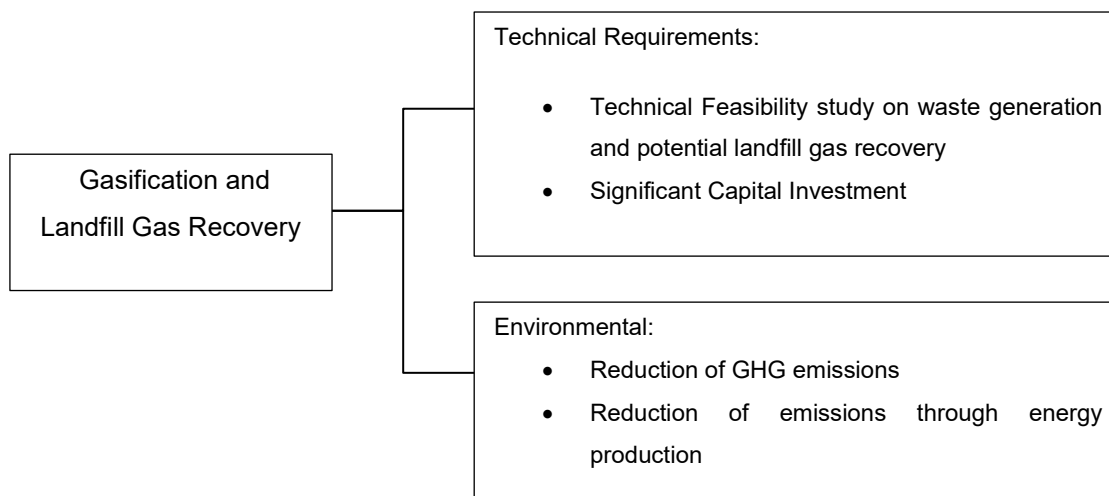 Gasification and
Landfill Gas Recovery
Technical Requirements:
• Technical Feasibility study on waste generation
and potential landfill gas recovery
• Significant Capital Investment
Environmental:
• Reduction of GHG emissions
• Reduction of emissions through energy
production